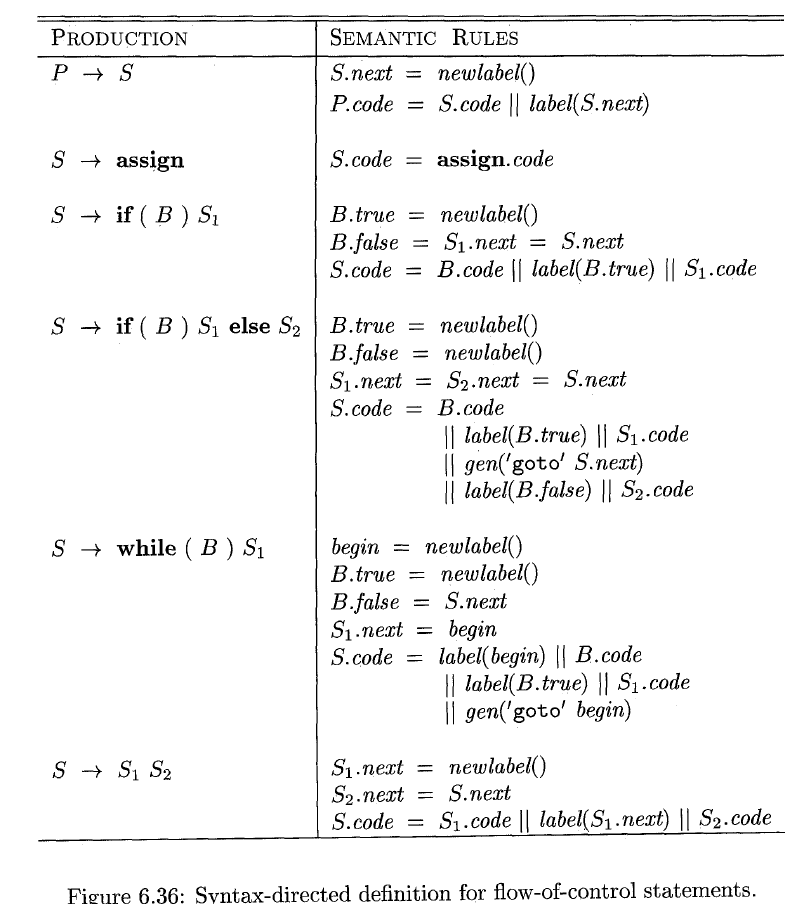 PRODUCTION SEMANTIC RULES
P → S S.next = newlabel()
P.code = S.code || label(S.next)
S → assign S.code = assign.code
S → if ( B ) S₁ B.true = newlabel()
B.false = S₁.next = S.next
S.code = B.code || label(B.true) || S₁.code
S → if ( B ) S₁ else S₂ B.true = newlabel()
B.false = newlabel()
S₁.next = S₂.next = S.next
S.code = B.code
|| label(B.true) || S₁.code
|| gen('goto' S.next)
|| label(B.false) || S₂.code
S → while ( B ) S₁ begin = newlabel()
B.true = newlabel()
B.false = S.next
S₁.next = begin
S.code = label(begin) || B.code
|| label(B.true) || S₁.code
|| gen('goto' begin)
S → S₁ S₂ S₁.next = newlabel()
S₂.next = S.next
S.code = S₁.code || label(S₁.next) || S₂.code
Figure 6.36: Syntax-directed definition for flow-of-control statements.